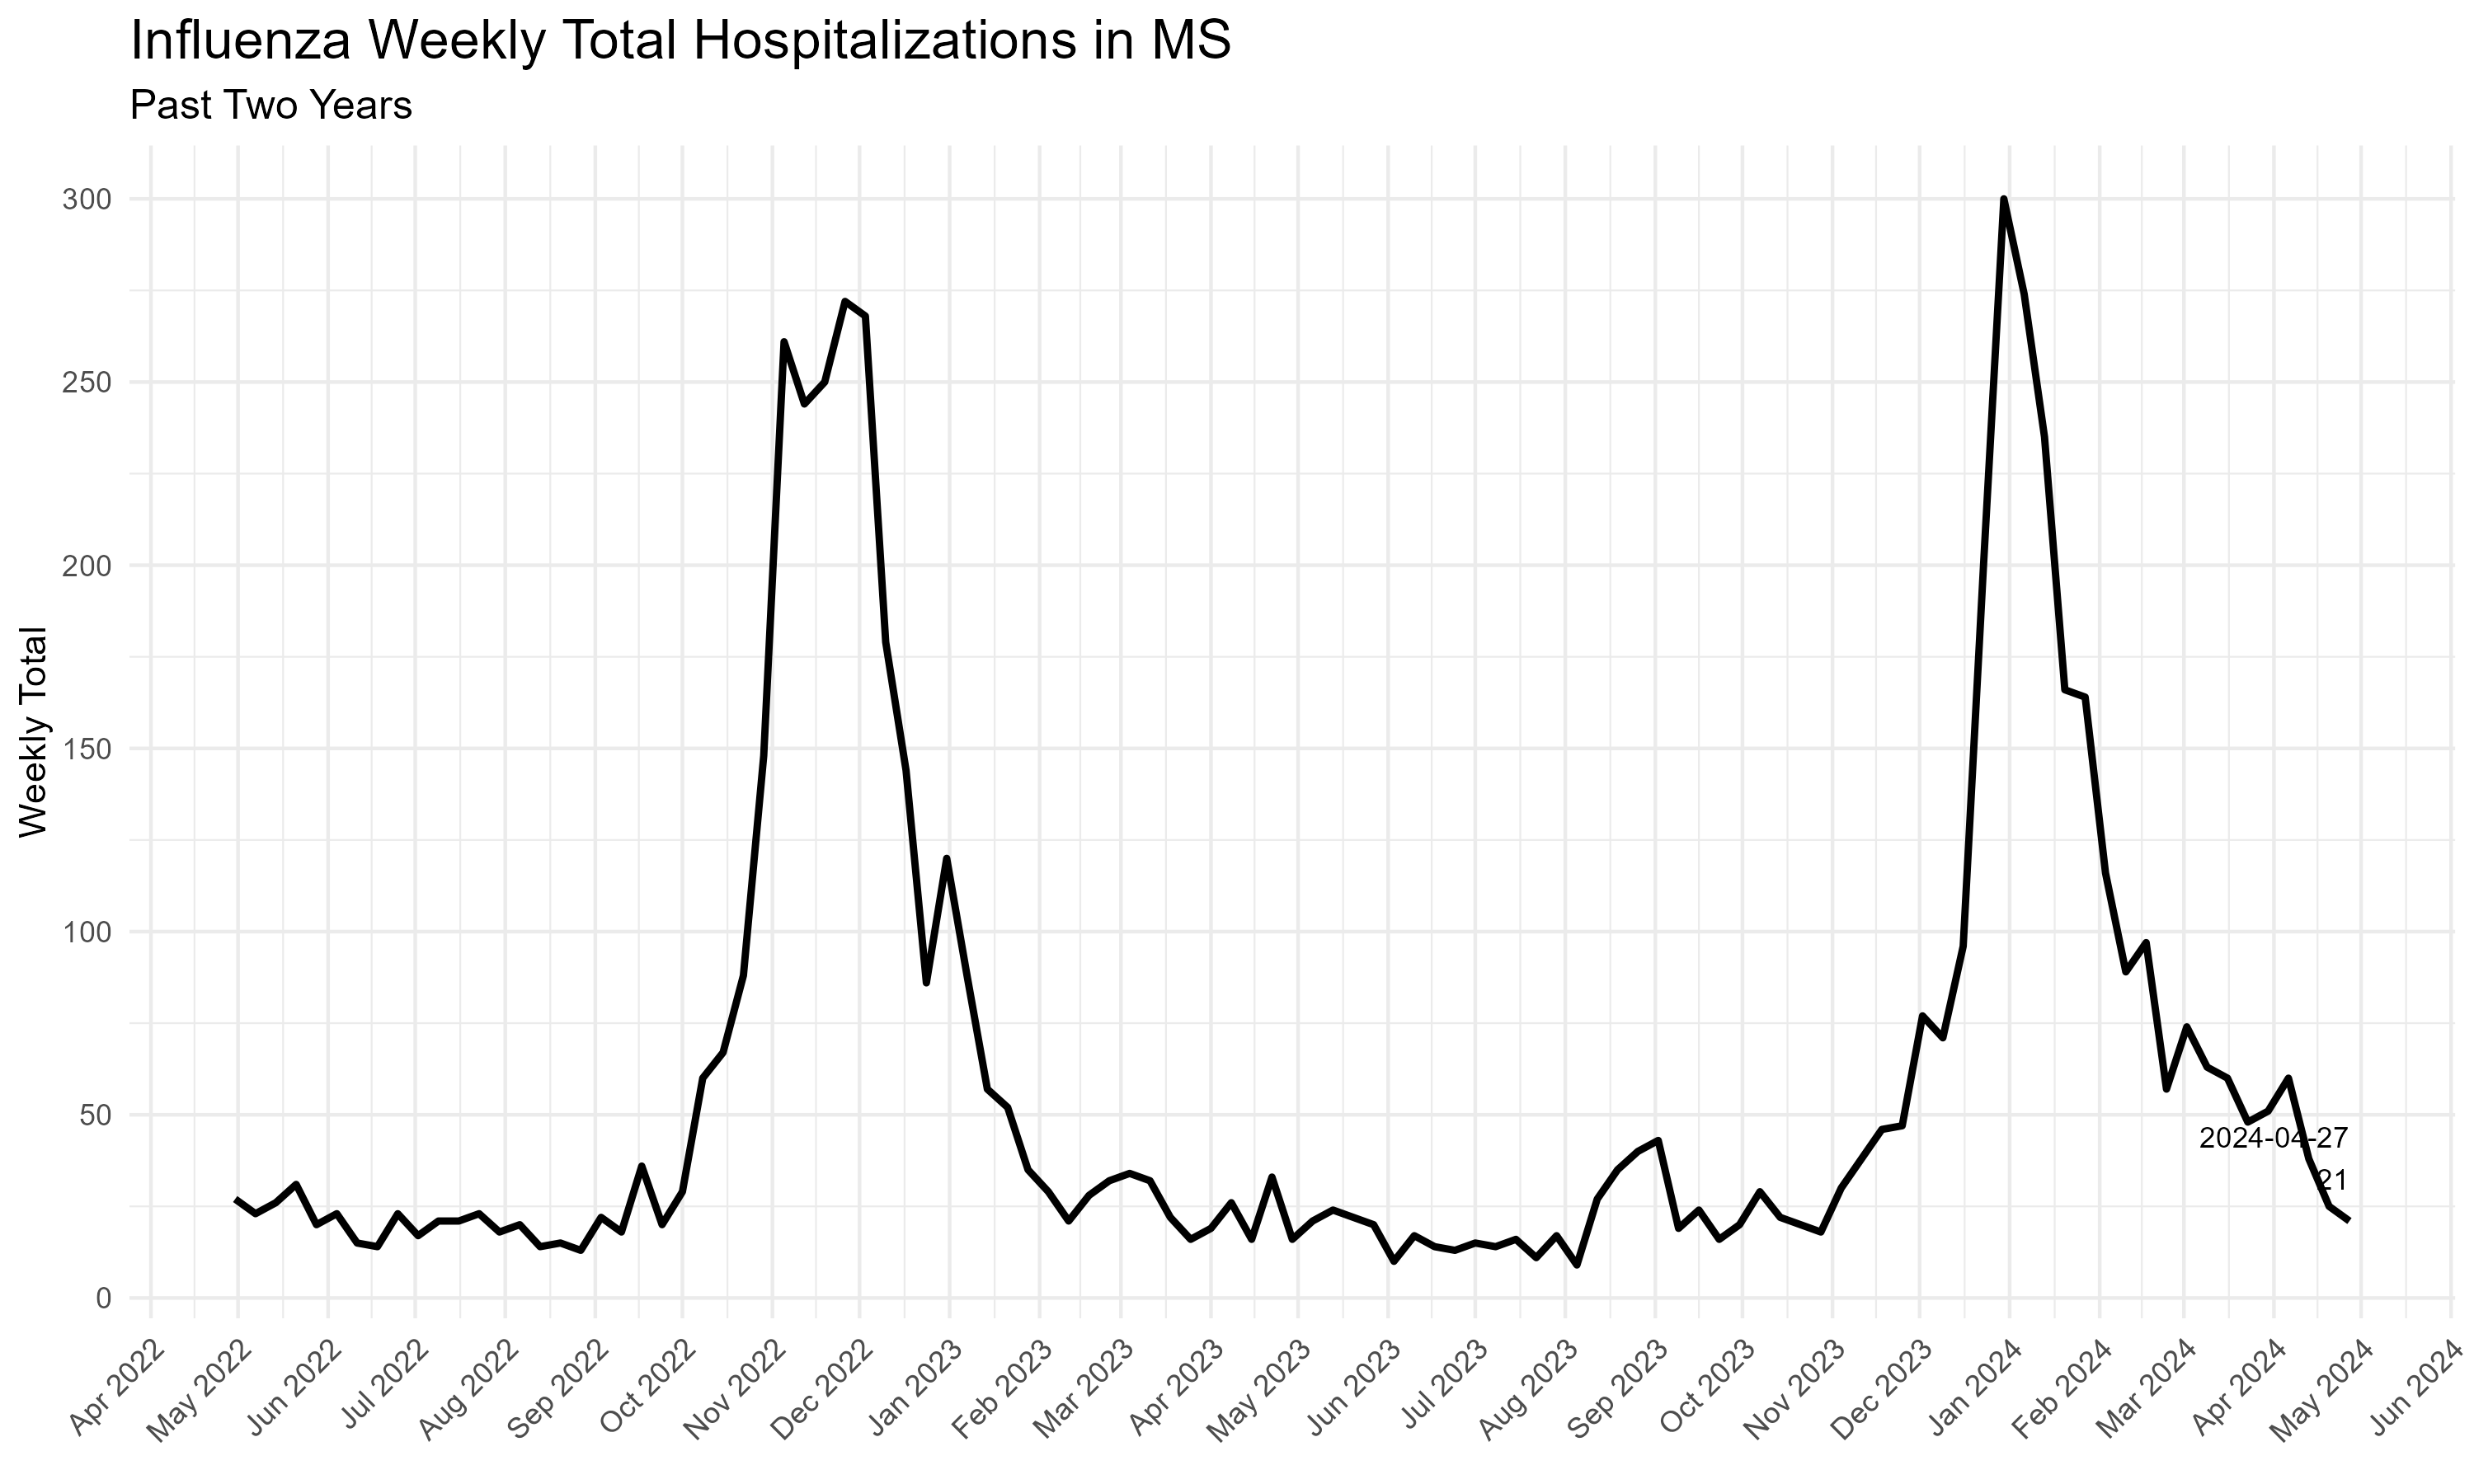 Influenza Weekly Total Hospitalizations in MS
Past Two Years
Weekly Total
300
250
200
150
100
50
0
2024-04-27
21
Apr 2022
May 2022
Jun 2022
Jul 2022
Aug 2022
Sep 2022
Oct 2022
Nov 2022
Dec 2022
Jan 2023
Feb 2023
Mar 2023
Apr 2023
May 2023
Jun 2023
Jul 2023
Aug 2023
Sep 2023
Oct 2023
Nov 2023
Dec 2023
Jan 2024
Feb 2024
Mar 2024
Apr 2024
May 2024
Jun 2024